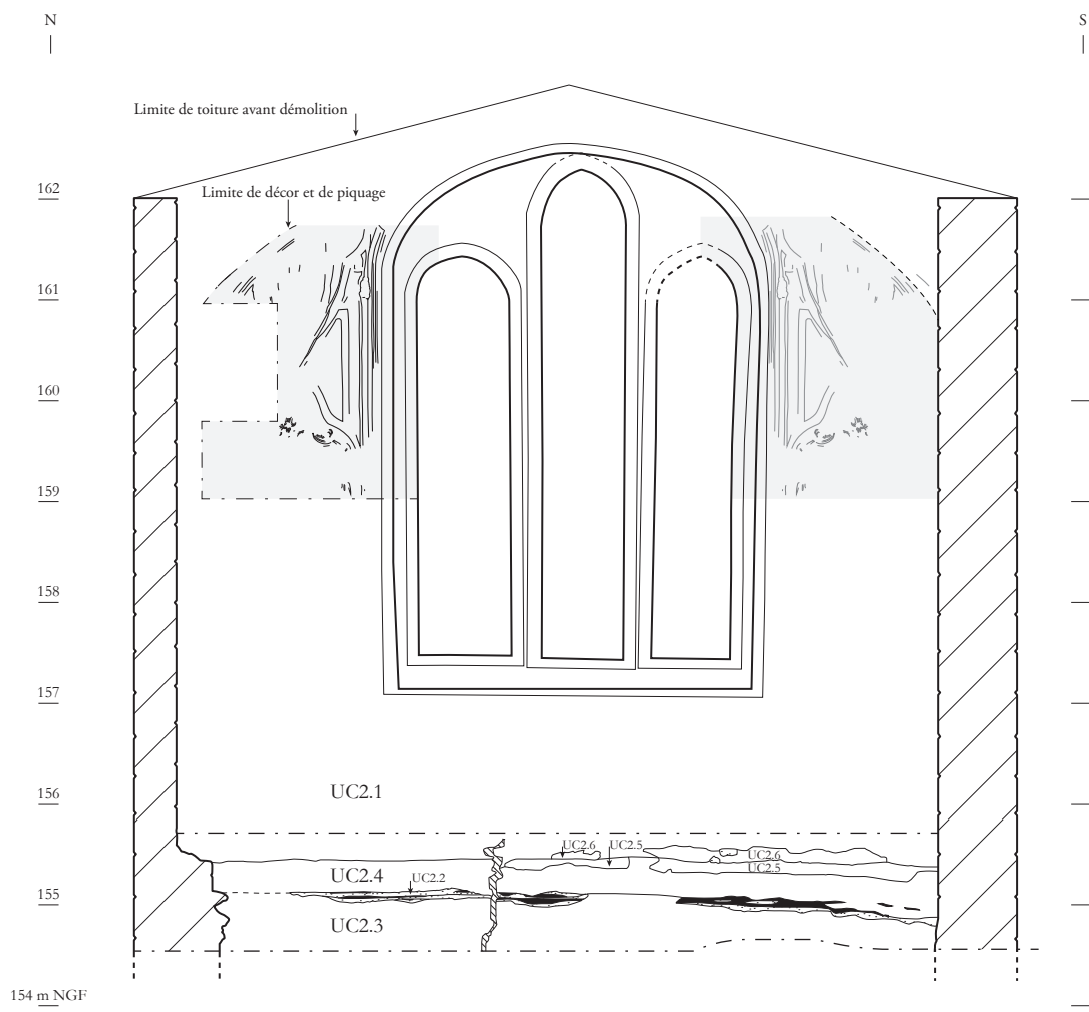 N
S
Limite de toiture avant démolition
162
Limite de décor et de piquage
161
160
159
158
157
156
UC2.1
UC2.6
UC2.5
UC2.6
UC2.5
UC2.4
UC2.2
155
UC2.3
154 m NGF